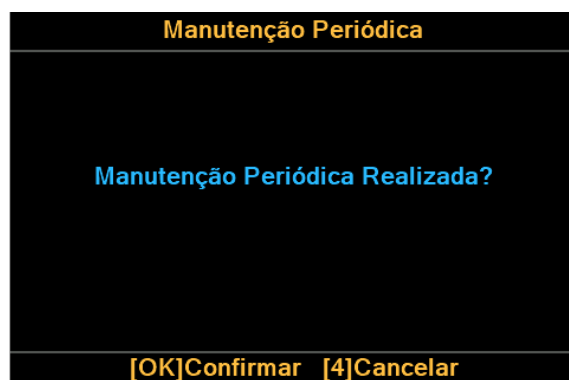 Manutenção Periódica
Manutenção Periódica Realizada?
[OK]Confirmar [4]Cancelar